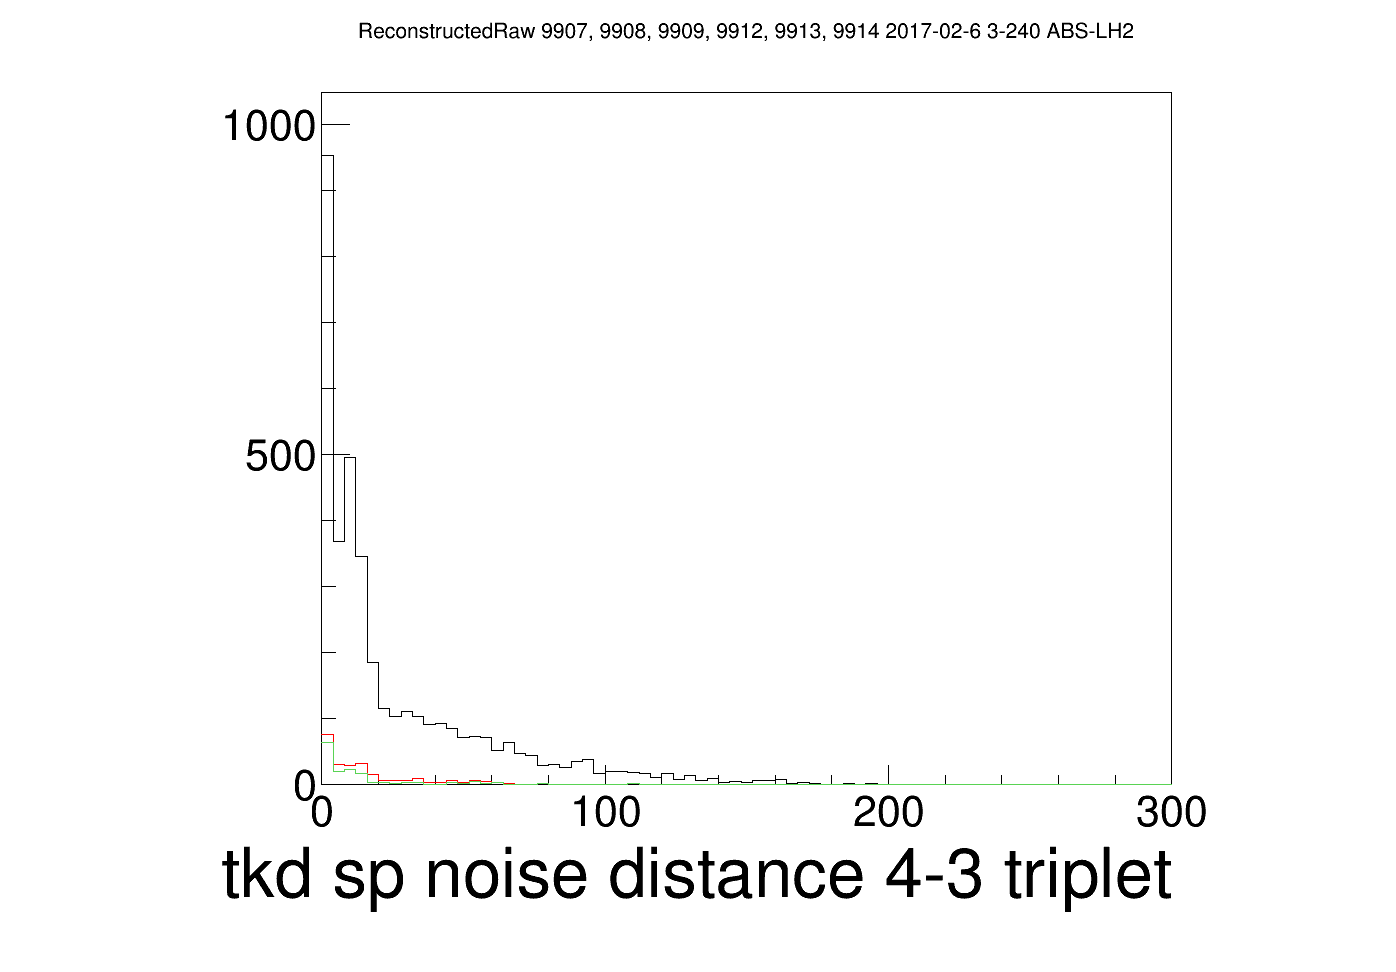 ReconstructedRaw 9907, 9908, 9909, 9912, 9913, 9914 2017-02-6 3-240 ABS-LH2
1000
500
0
0 100 200 300
tkd sp noise distance 4-3 triplet